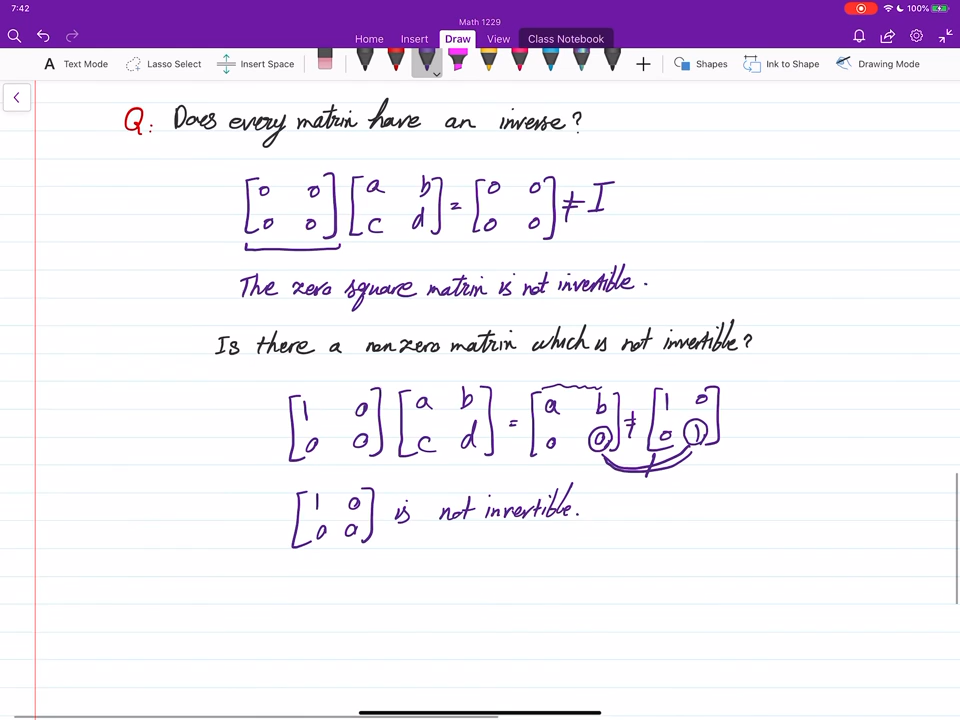 7:42
100%
Math 1229
Home Insert Draw View Class Notebook
A Text Mode Lasso Select Insert Space Shapes Ink to Shape Drawing Mode
Q: Does every matrix have an inverse?
[0 0; 0 0] [a b; c d] = [0 0; 0 0] ≠ I
The zero square matrix is not invertible.
Is there a nonzero matrix which is not invertible?
[1 0; 0 0] [a b; c d] = [a b; 0 0] ≠ [1 0; 0 1]
[1 0; 0 0] is not invertible.